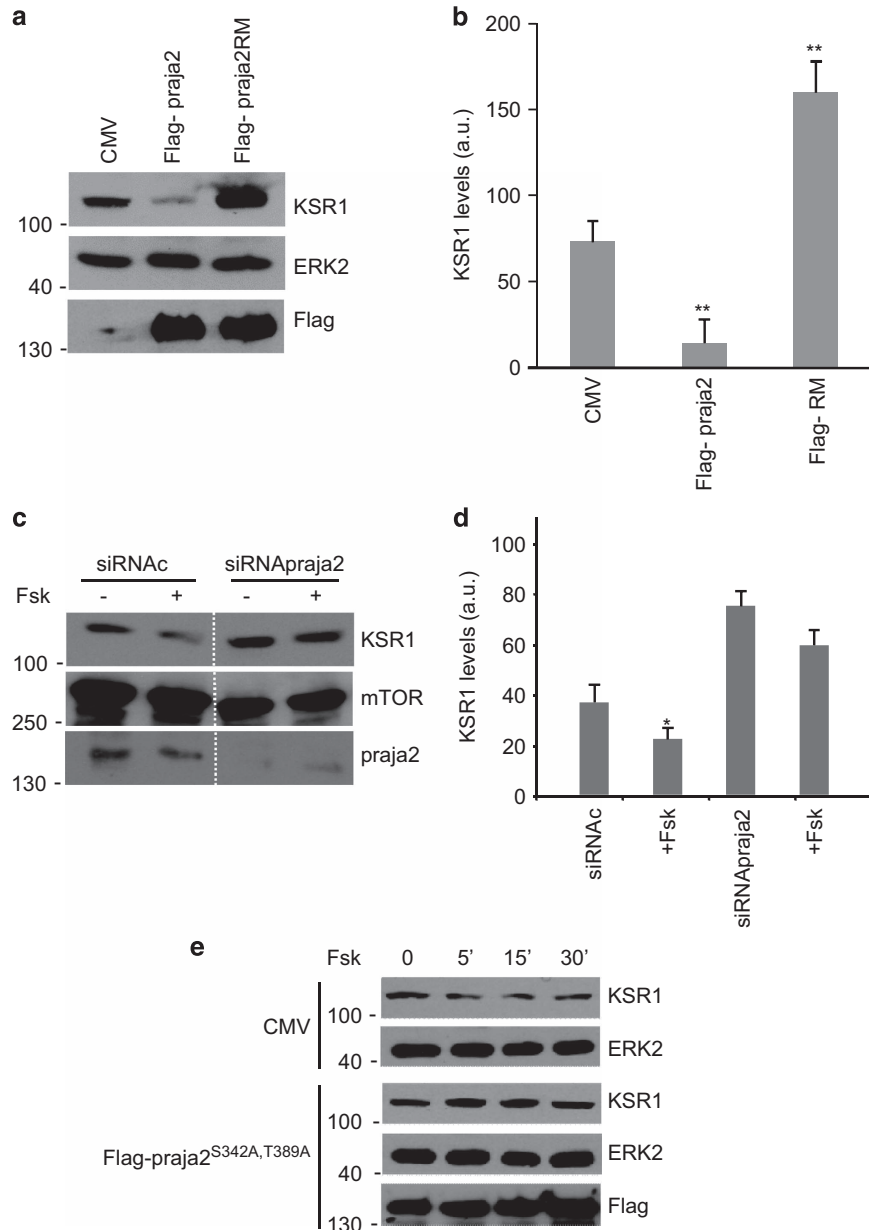 a
CMV
Flag- praja2
Flag- praja2RM
KSR1
100 -
ERK2
40 -
Flag
130 -
b
200
150
100
50
0
KSR1 levels (a.u.)
**
**
CMV
Flag- praja2
Flag- RM
c
siRNAc siRNApraja2
Fsk - + - +
KSR1
100 -
mTOR
250 -
praja2
130 -
d
100
80
60
40
20
0
KSR1 levels (a.u.)
*
siRNAc
+Fsk
siRNApraja2
+Fsk
e
Fsk 0 5' 15' 30'
CMV
KSR1
100 -
ERK2
40 -
Flag-praja2S342A,T389A
KSR1
100 -
ERK2
40 -
Flag
130 -